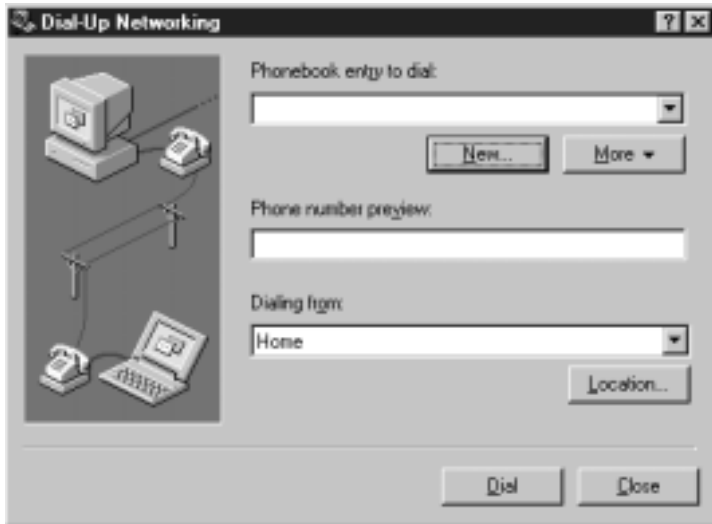 Dial-Up Networking
Phonebook entry to dial:
New...
More
Phone number preview:
Dialing from:
Home
Location...
Dial
Close